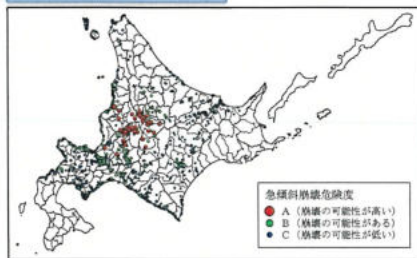 急傾斜崩壊危険度
A（崩壊の可能性が高い）
B（崩壊の可能性がある）
C（崩壊の可能性が低い）